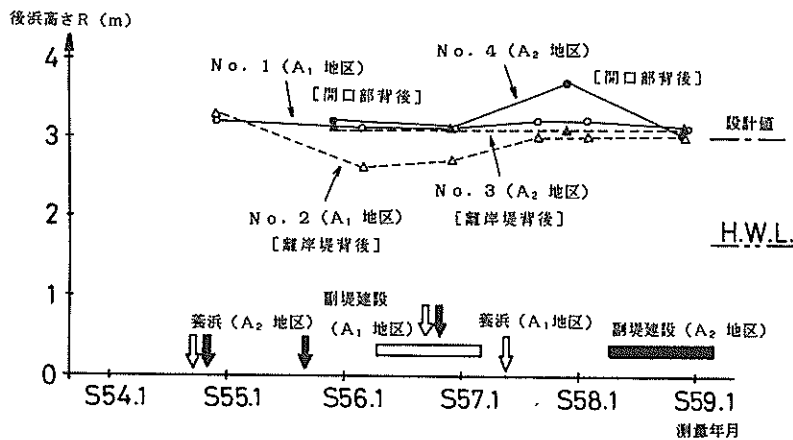 後浜高さR (m)
4
3
2
1
0
No. 1 (A₁ 地区)
[開口部背後]
No. 4 (A₂ 地区)
[開口部背後]
設計値
No. 2 (A₁ 地区)
[離岸堤背後]
No. 3 (A₂ 地区)
[離岸堤背後]
H.W.L.
養浜 (A₂ 地区)
副堤建設
(A₁ 地区)
養浜 (A₁地区)
副堤建設 (A₂ 地区)
S54.1
S55.1
S56.1
S57.1
S58.1
S59.1
測量年月